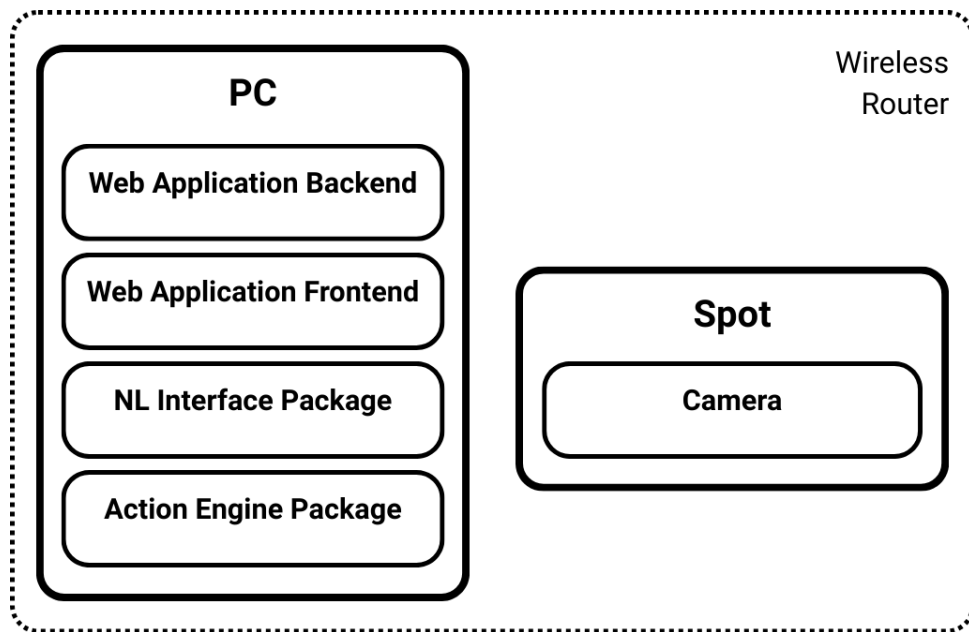 PC
Web Application Backend
Web Application Frontend
NL Interface Package
Action Engine Package
Wireless
Router
Spot
Camera